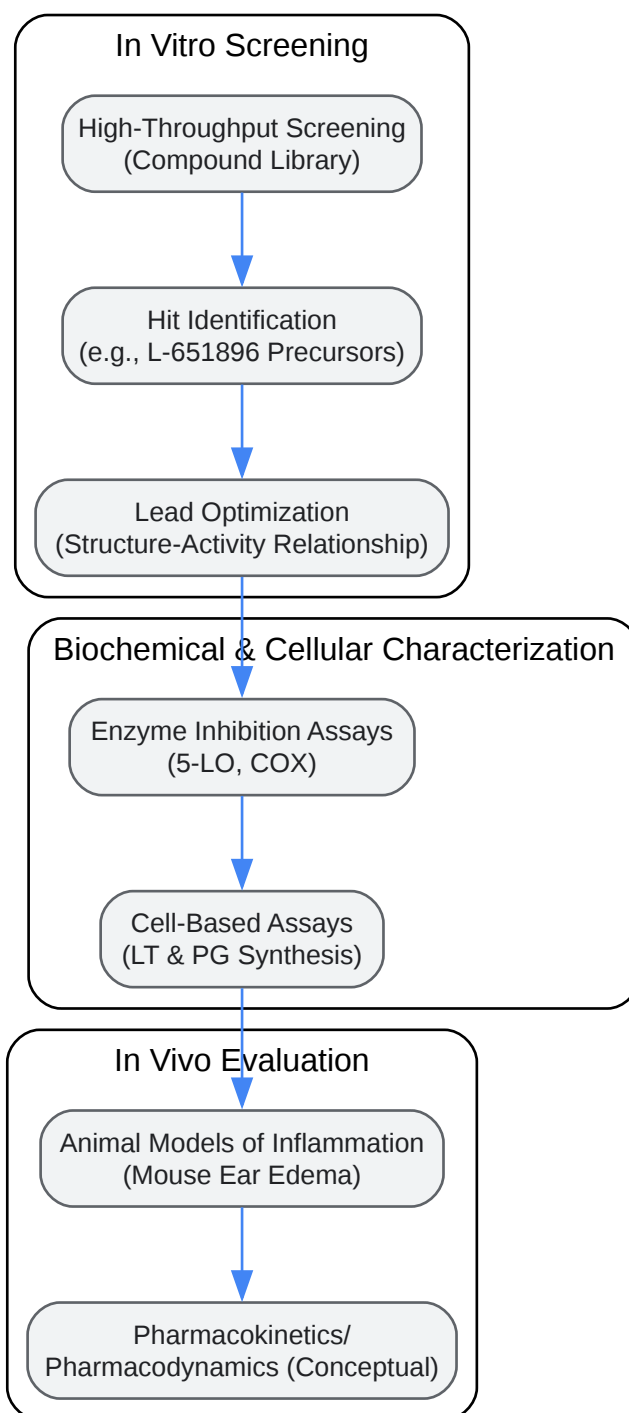 In Vitro Screening
High-Throughput Screening
(Compound Library)
Hit Identification
(e.g., L-651896 Precursors)
Lead Optimization
(Structure-Activity Relationship)
Biochemical & Cellular Characterization
Enzyme Inhibition Assays
(5-LO, COX)
Cell-Based Assays
(LT & PG Synthesis)
In Vivo Evaluation
Animal Models of Inflammation
(Mouse Ear Edema)
Pharmacokinetics/
Pharmacodynamics (Conceptual)